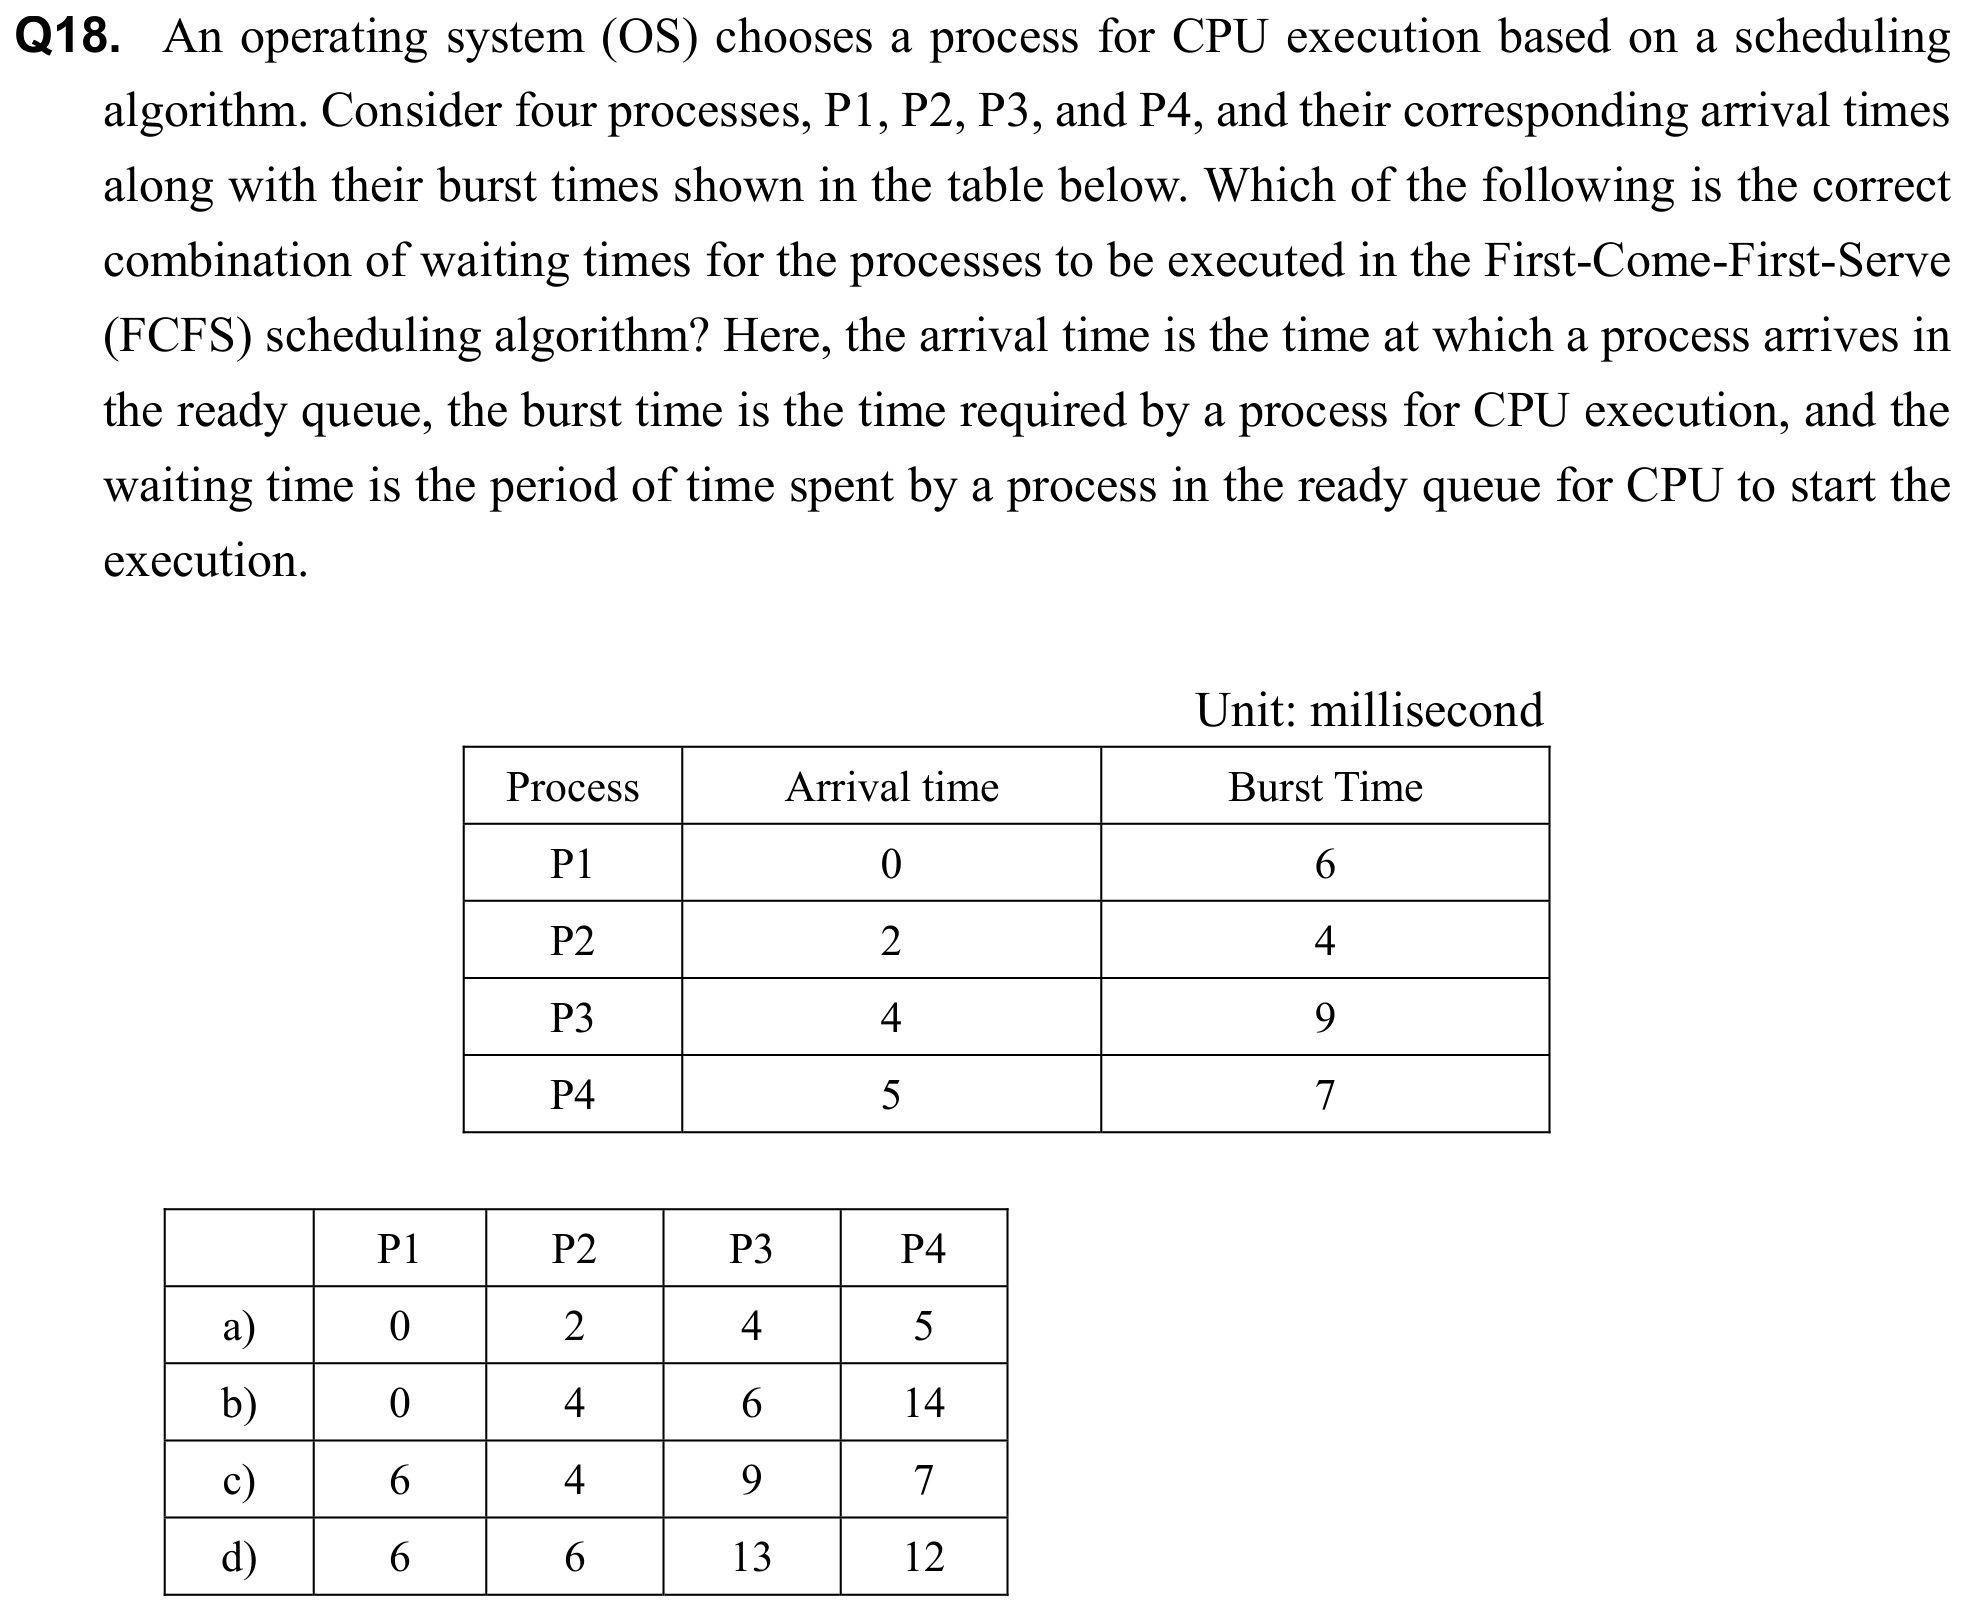 Q18. An operating system (OS) chooses a process for CPU execution based on a scheduling
algorithm. Consider four processes, P1, P2, P3, and P4, and their corresponding arrival times
along with their burst times shown in the table below. Which of the following is the correct
combination of waiting times for the processes to be executed in the First-Come-First-Serve
(FCFS) scheduling algorithm? Here, the arrival time is the time at which a process arrives in
the ready queue, the burst time is the time required by a process for CPU execution, and the
waiting time is the period of time spent by a process in the ready queue for CPU to start the
execution.
Unit: millisecond
Process Arrival time Burst Time
P1 0 6
P2 2 4
P3 4 9
P4 5 7
P1 P2 P3 P4
a) 0 2 4 5
b) 0 4 6 14
c) 6 4 9 7
d) 6 6 13 12